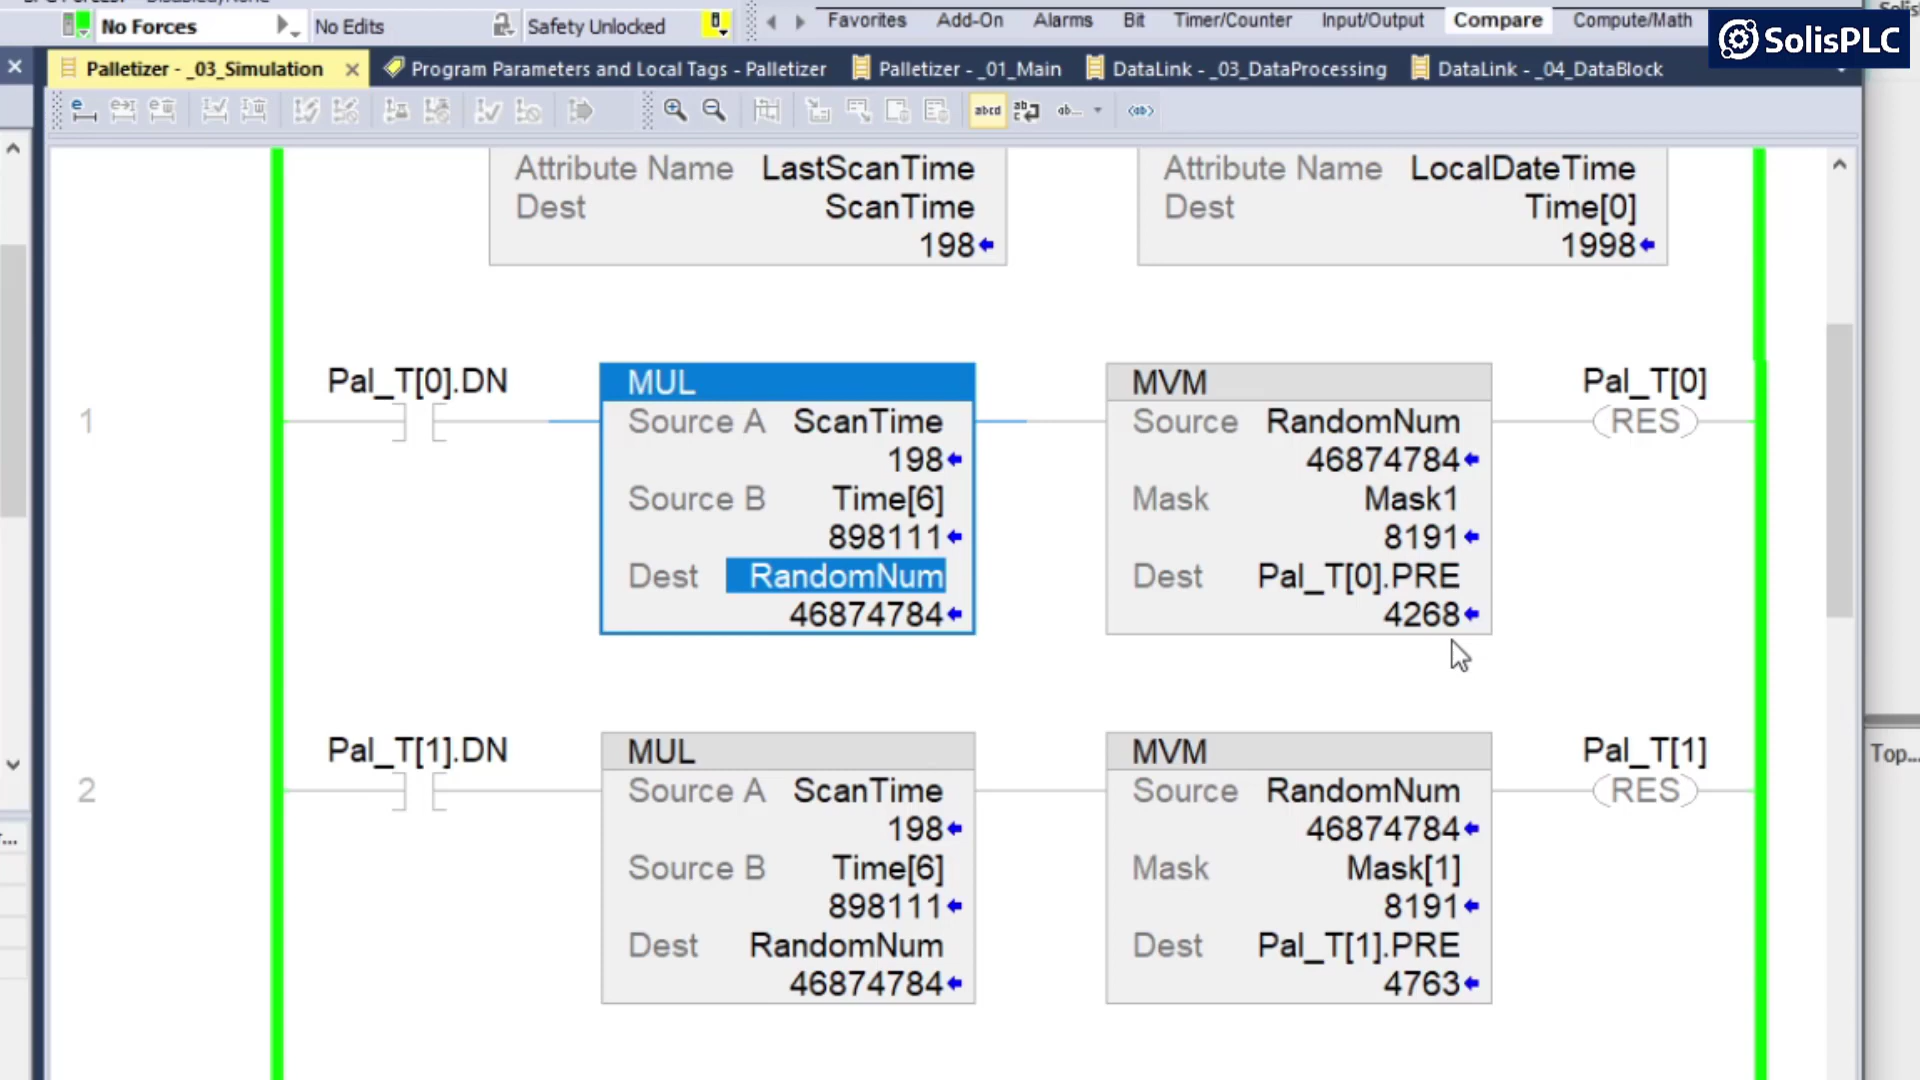 No Forces
No Edits
Safety Unlocked
Favorites Add-On Alarms Bit Timer/Counter Input/Output Compare Compute/Math
SolisPLC
Palletizer - _03_Simulation
Program Parameters and Local Tags - Palletizer
Palletizer - _01_Main
DataLink - _03_DataProcessing
DataLink - _04_DataBlock
abcd
ab...
Attribute Name LastScanTime
Dest ScanTime
198
Attribute Name LocalDateTime
Dest Time[0]
1998
1
Pal_T[0].DN
MUL
Source A ScanTime
198
Source B Time[6]
898111
Dest RandomNum
46874784
MVM
Source RandomNum
46874784
Mask Mask1
8191
Dest Pal_T[0].PRE
4268
Pal_T[0]
RES
2
Pal_T[1].DN
MUL
Source A ScanTime
198
Source B Time[6]
898111
Dest RandomNum
46874784
MVM
Source RandomNum
46874784
Mask Mask[1]
8191
Dest Pal_T[1].PRE
4763
Pal_T[1]
RES
Top...